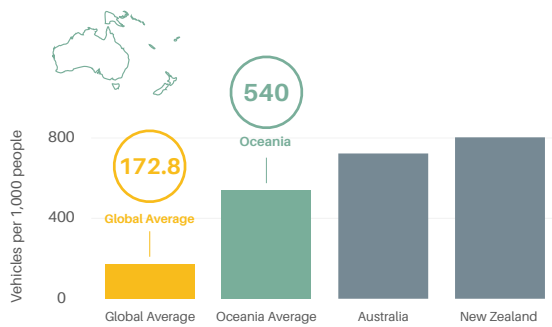 540
Oceania
172.8
Global Average
Vehicles per 1,000 people
800
400
0
Global Average
Oceania Average
Australia
New Zealand